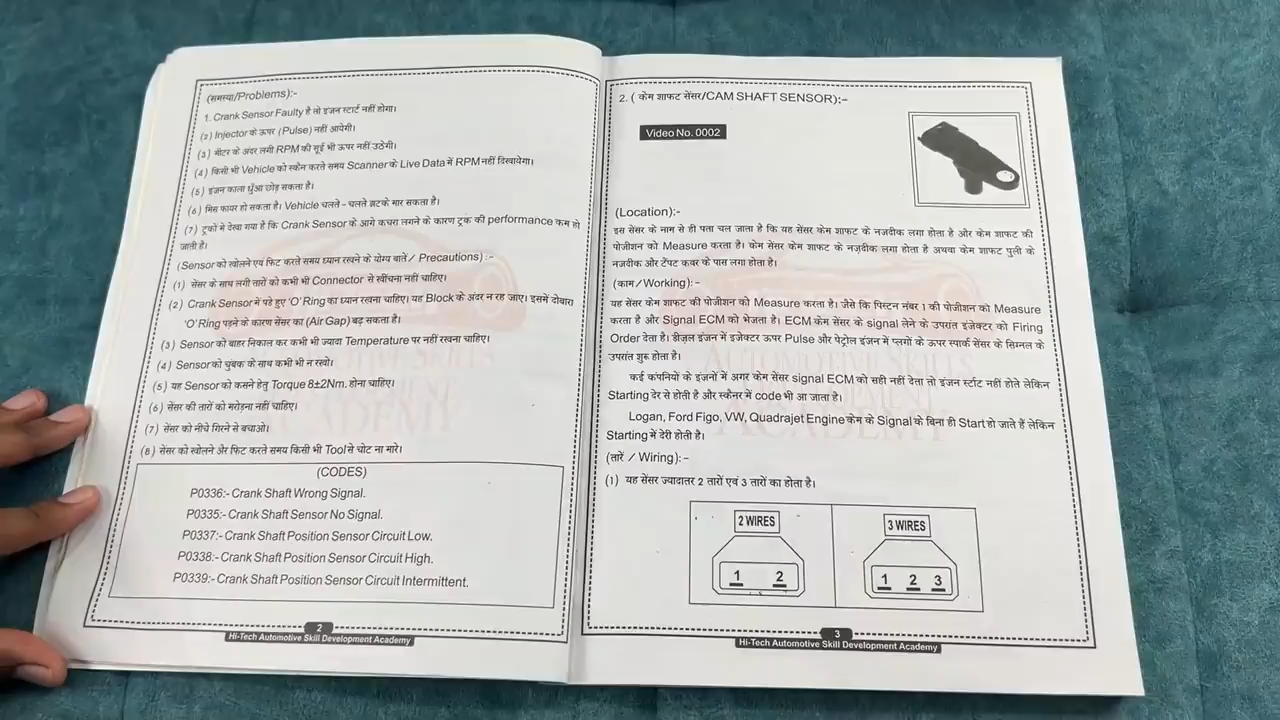 (समस्या/Problems):-
1. Crank Sensor Faulty है तो इंजन स्टार्ट नहीं होगा।
(2) Injector के ऊपर (Pulse) नहीं आयेगी।
(3) मीटर के अंदर लगी RPM की सूई भी ऊपर नहीं उठेगी।
(4) किसी भी Vehicle को स्कैन करते समय Scanner के Live Data में RPM नहीं दिखायेगा।
(5) इंजन काला धुँआ छोड़ सकता है।
(6) मिस फायर हो सकता है। Vehicle चलते - चलते झटके मार सकता है।
(7) ट्रकों में देखा गया है कि Crank Sensor के आगे कचरा लगने के कारण ट्रक की performance कम हो
जाती है।
(Sensor को खोलने एवं फिट करते समय ध्यान रखने के योग्य बातें / Precautions) :-
(1) सेंसर के साथ लगी तारों को कभी भी Connector से खींचना नहीं चाहिए।
(2) Crank Sensor में पड़े हुए 'O' Ring का ध्यान रखना चाहिए। यह Block के अंदर न रह जाए। इसमें दोबारा
'O' Ring पड़ने के कारण सेंसर का (Air Gap) बढ़ सकता है।
(3) Sensor को बाहर निकाल कर कभी भी ज्यादा Temperature पर नहीं रखना चाहिए।
(4) Sensor को चुंबक के साथ कभी भी न रखो।
(5) यह Sensor को कसने हेतु Torque 8±2Nm. होना चाहिए।
(6) सेंसर की तारों को मरोड़ना नहीं चाहिए।
(7) सेंसर को नीचे गिरने से बचाओ।
(8) सेंसर को खोलने और फिट करते समय किसी भी Tool से चोट ना मारे।
(CODES)
P0336:- Crank Shaft Wrong Signal.
P0335:- Crank Shaft Sensor No Signal.
P0337:- Crank Shaft Position Sensor Circuit Low.
P0338:- Crank Shaft Position Sensor Circuit High.
P0339:- Crank Shaft Position Sensor Circuit Intermittent.
2
Hi-Tech Automotive Skill Development Academy
2. ( केम शाफट सेंसर/CAM SHAFT SENSOR):-
Video No. 0002
(Location):-
इस सेंसर के नाम से ही पता चल जाता है कि यह सेंसर केम शाफट के नजदीक लगा होता है और केम शाफट की
पोजीशन को Measure करता है। केम सेंसर केम शाफट के नज़दीक लगा होता है अथवा केम शाफट पुली के
नजदीक और टेंपट कवर के पास लगा होता है।
(काम/Working) :-
यह सेंसर केम शाफट की पोजीशन को Measure करता है। जैसे कि पिस्टन नंबर 1 की पोजीशन को Measure
करता है और Signal ECM को भेजता है। ECM केम सेंसर के signal लेने के उपरांत इंजेक्टर को Firing
Order देता है। डीज़ल इंजन में इजेक्टर ऊपर Pulse और पेट्रोल इंजन में प्लगों के ऊपर स्पार्क सेंसर के सिग्नल के
उपरांत शुरू होता है।
कई कंपनियों के इंजनों में अगर केम सेंसर signal ECM को सही नहीं देता तो इंजन र्स्टाट नहीं होते लेकिन
Starting देर से होती है और स्कैनर में code भी आ जाता है।
Logan, Ford Figo, VW, Quadrajet Engine केम के Signal के बिना ही Start हो जाते हैं लेकिन
Starting में देरी होती है।
(तारें / Wiring) :-
(1) यह सेंसर ज्यादातर 2 तारों एवं 3 तारों का होता है।
2 WIRES
3 WIRES
1 2
1 2 3
3
Hi-Tech Automotive Skill Development Academy